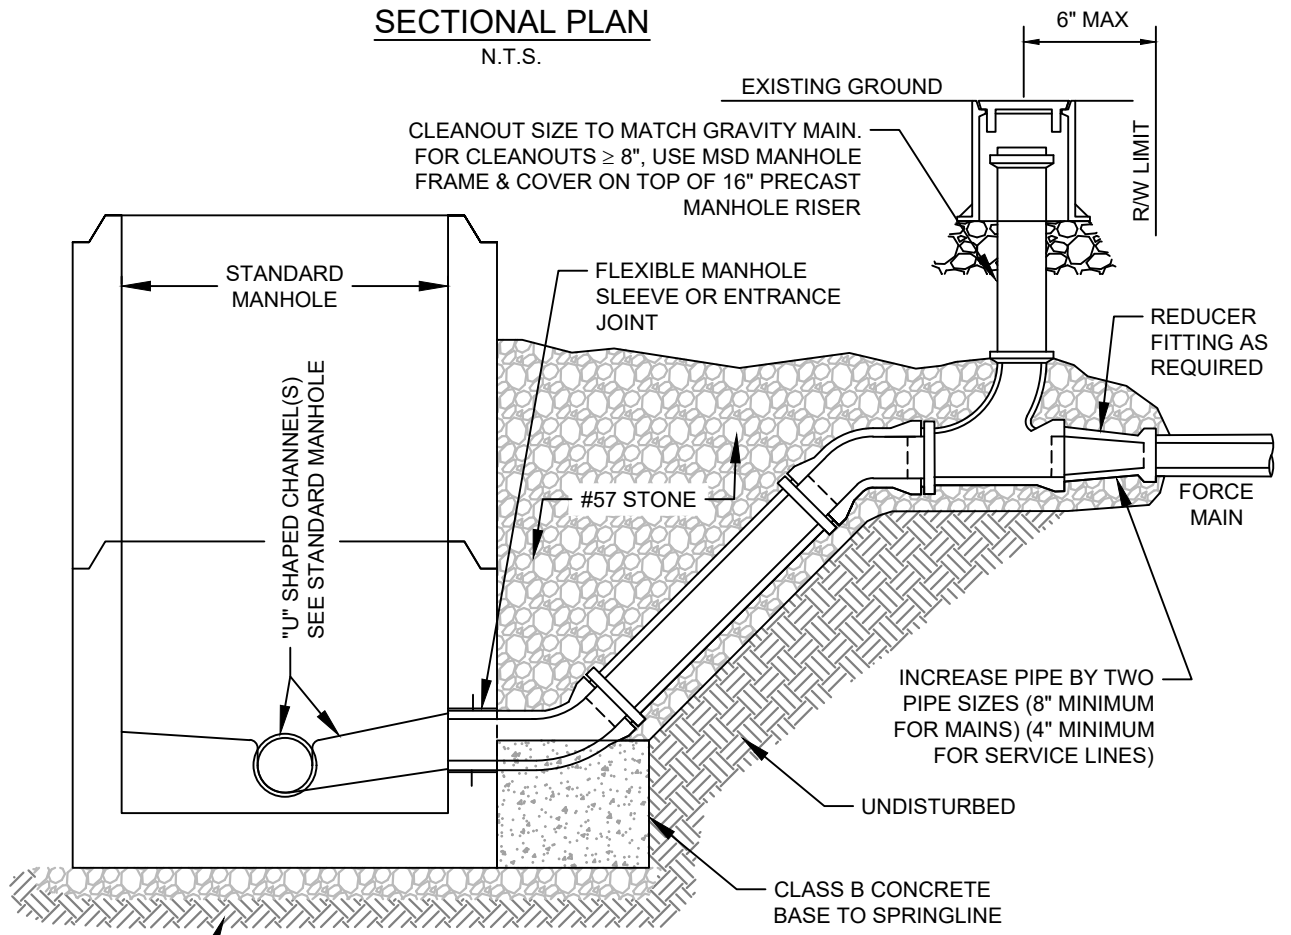 SECTIONAL PLAN
N.T.S.
6" MAX
EXISTING GROUND
CLEANOUT SIZE TO MATCH GRAVITY MAIN.
FOR CLEANOUTS ≥ 8", USE MSD MANHOLE
FRAME & COVER ON TOP OF 16" PRECAST
MANHOLE RISER
R/W LIMIT
STANDARD
MANHOLE
FLEXIBLE MANHOLE
SLEEVE OR ENTRANCE
JOINT
REDUCER
FITTING AS
REQUIRED
"U" SHAPED CHANNEL(S)
SEE STANDARD MANHOLE
#57 STONE
FORCE
MAIN
INCREASE PIPE BY TWO
PIPE SIZES (8" MINIMUM
FOR MAINS) (4" MINIMUM
FOR SERVICE LINES)
UNDISTURBED
CLASS B CONCRETE
BASE TO SPRINGLINE